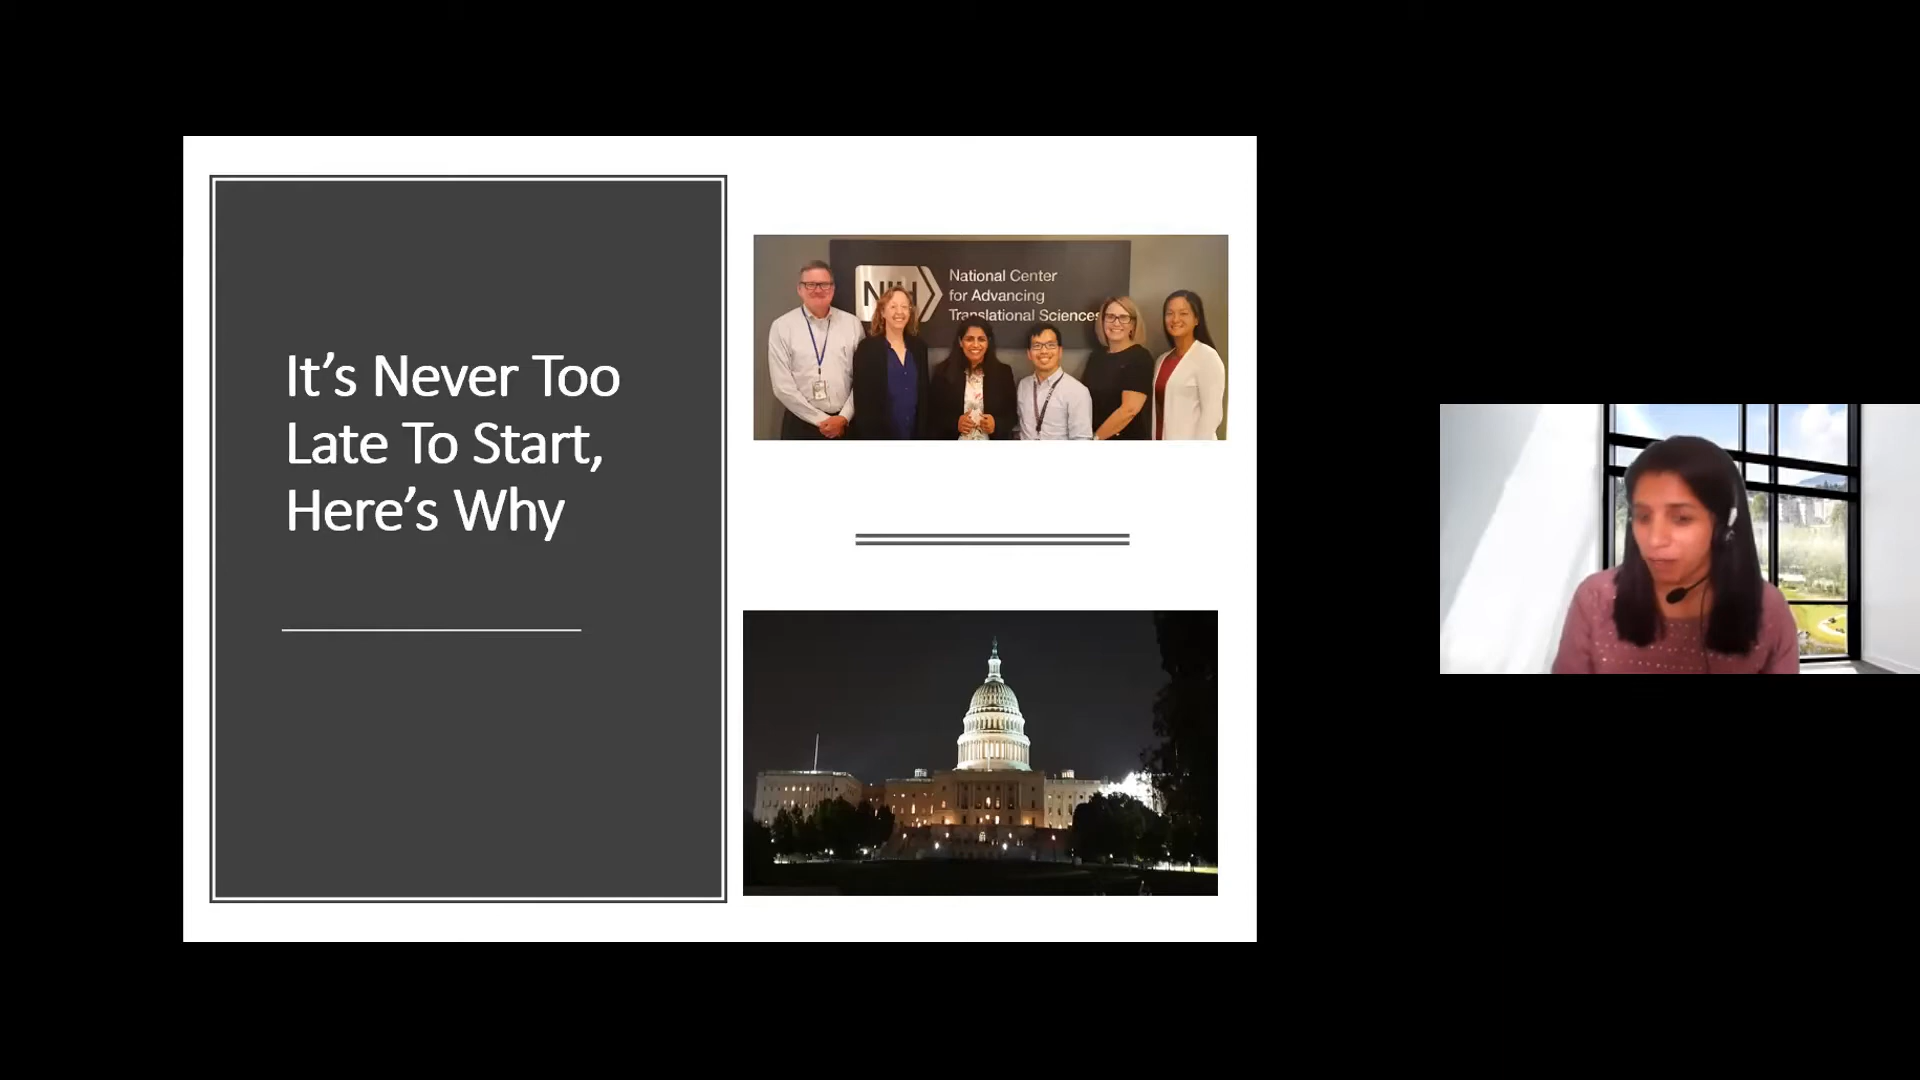 It’s Never Too
Late To Start,
Here’s Why
NIH
National Center
for Advancing
Translational Sciences